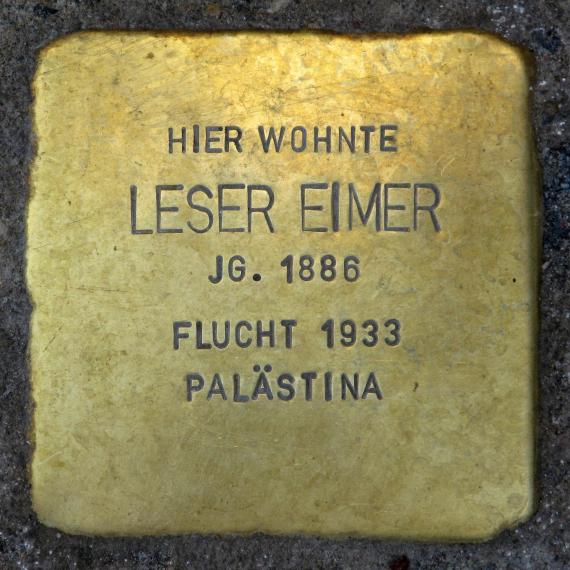 HIER WOHNTE
LESER EIMER
JG. 1886
FLUCHT 1933
PALÄSTINA